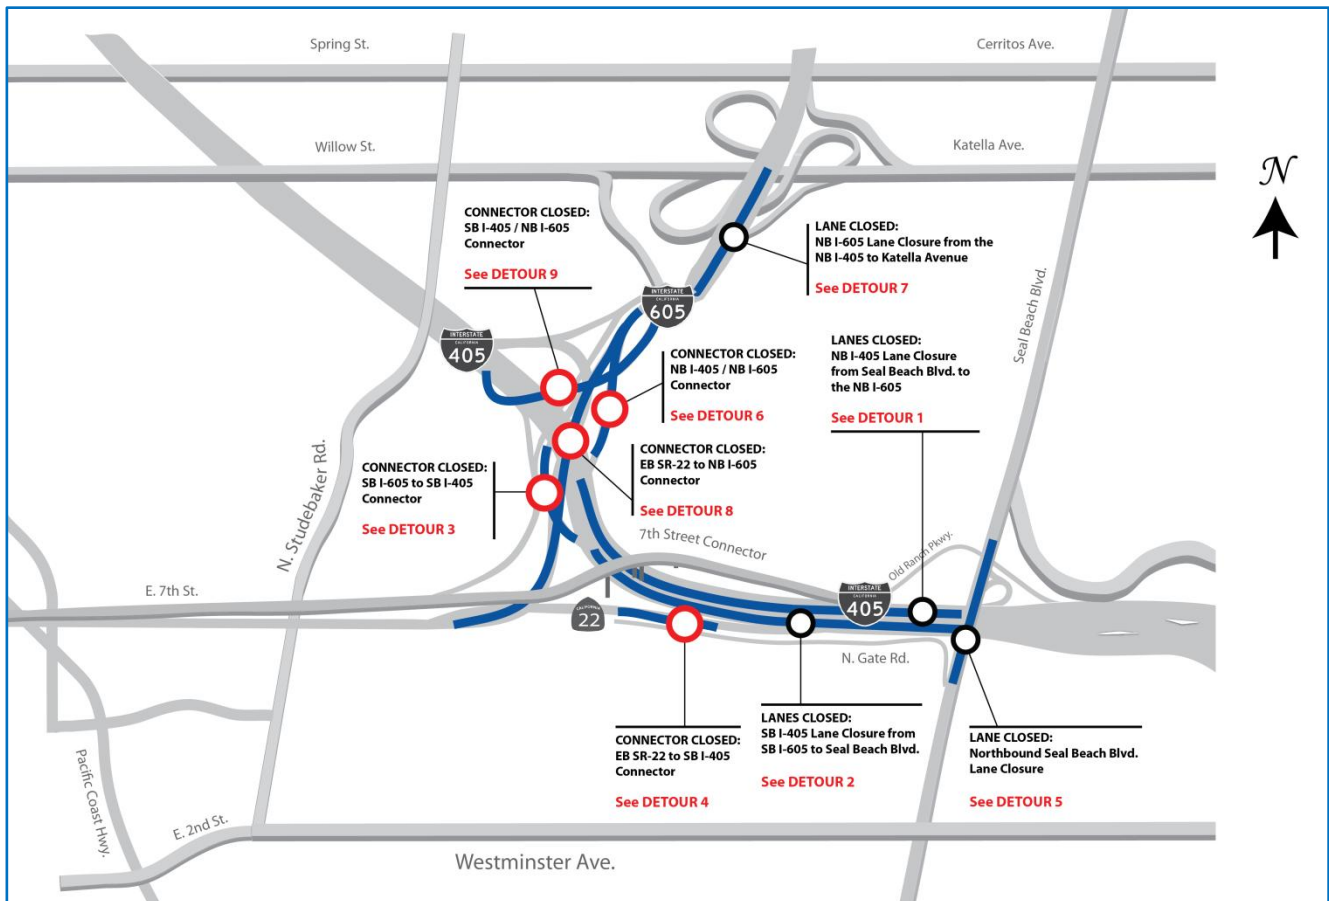 Spring St.
Cerritos Ave.
Willow St.
Katella Ave.
N
CONNECTOR CLOSED:
SB I-405 / NB I-605
Connector
See DETOUR 9
LANE CLOSED:
NB I-605 Lane Closure from the
NB I-405 to Katella Avenue
See DETOUR 7
Seal Beach Blvd.
INTERSTATE
CALIFORNIA
605
INTERSTATE
CALIFORNIA
405
CONNECTOR CLOSED:
NB I-405 / NB I-605
Connector
See DETOUR 6
LANES CLOSED:
NB I-405 Lane Closure
from Seal Beach Blvd. to
the NB I-605
See DETOUR 1
N. Studebaker Rd.
CONNECTOR CLOSED:
SB I-605 to SB I-405
Connector
See DETOUR 3
CONNECTOR CLOSED:
EB SR-22 to NB I-605
Connector
See DETOUR 8
7th Street Connector
Old Ranch Pkwy.
E. 7th St.
INTERSTATE
CALIFORNIA
405
CALIFORNIA
22
N. Gate Rd.
CONNECTOR CLOSED:
EB SR-22 to SB I-405
Connector
See DETOUR 4
LANES CLOSED:
SB I-405 Lane Closure from
SB I-605 to Seal Beach Blvd.
See DETOUR 2
LANE CLOSED:
Northbound Seal Beach Blvd.
Lane Closure
See DETOUR 5
Pacific Coast Hwy.
E. 2nd St.
Westminster Ave.